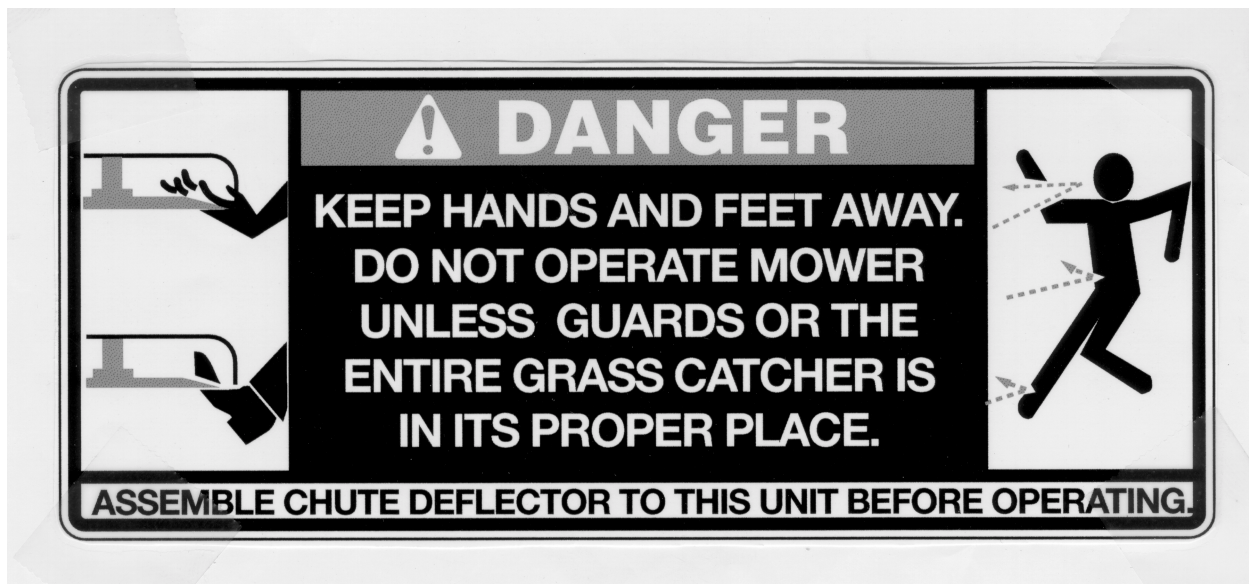 DANGER
KEEP HANDS AND FEET AWAY.
DO NOT OPERATE MOWER
UNLESS GUARDS OR THE
ENTIRE GRASS CATCHER IS
IN ITS PROPER PLACE.
ASSEMBLE CHUTE DEFLECTOR TO THIS UNIT BEFORE OPERATING.